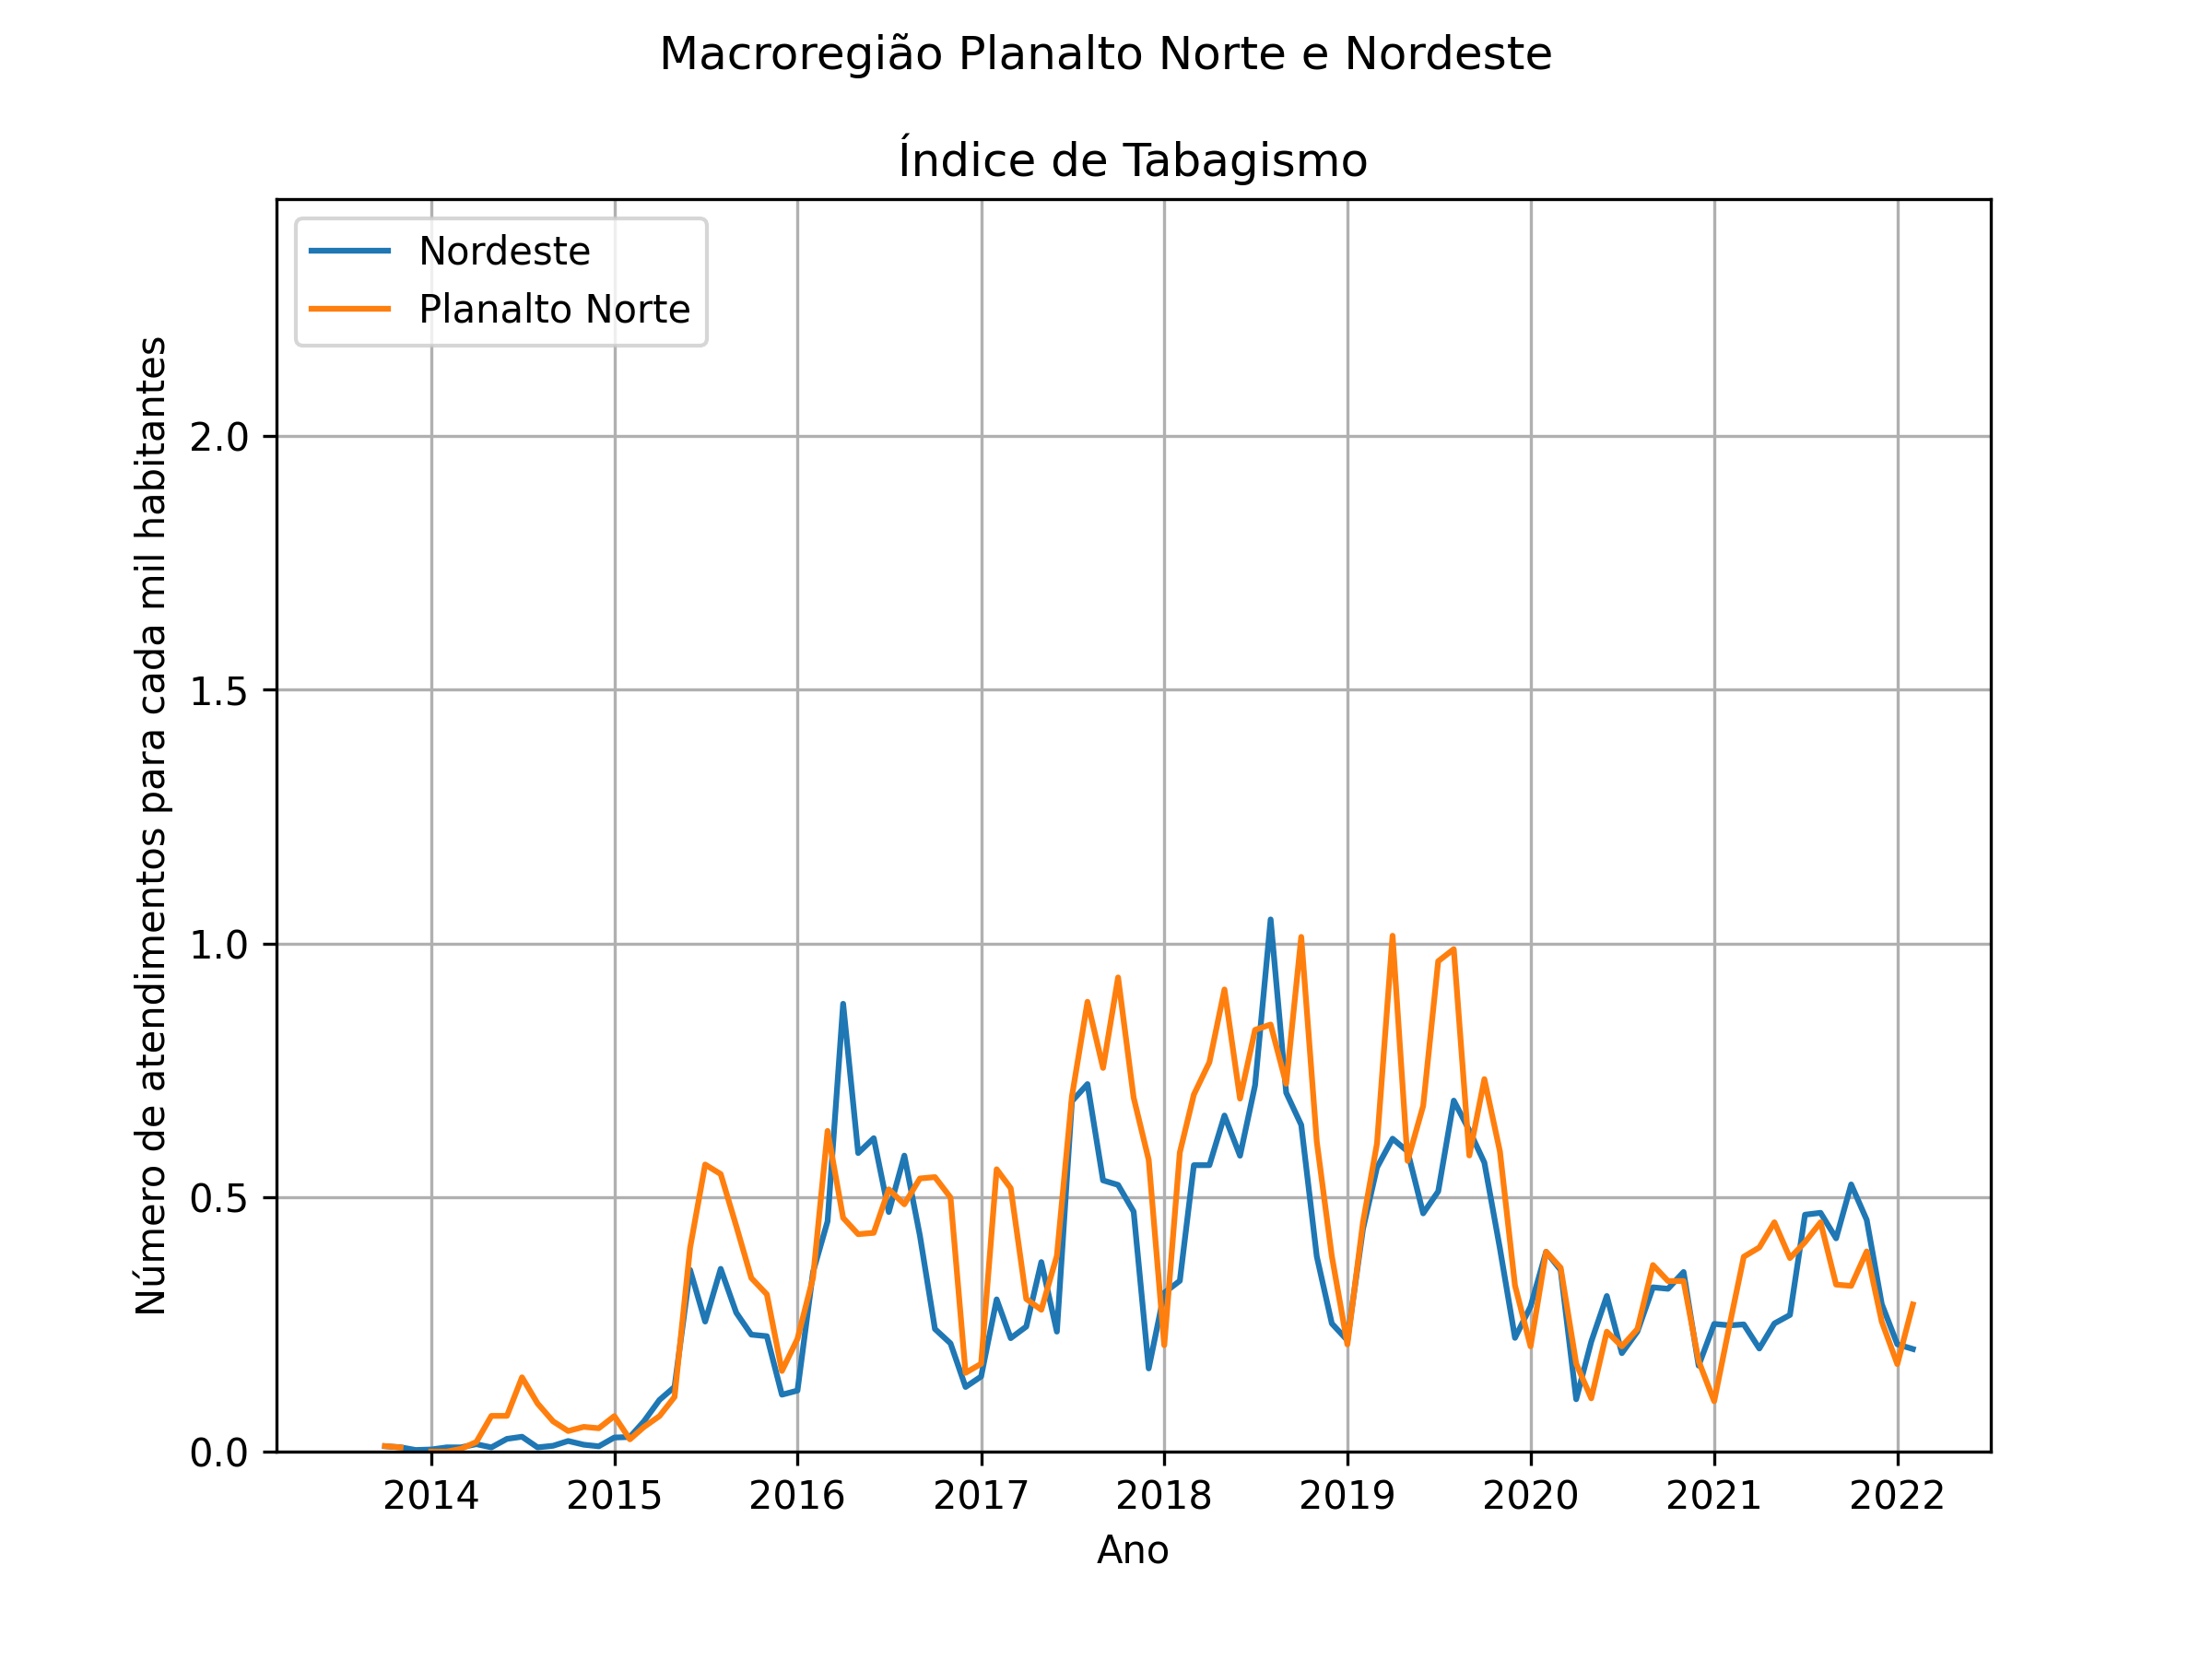 Macroregião Planalto Norte e Nordeste
Índice de Tabagismo
Nordeste
Planalto Norte
Número de atendimentos para cada mil habitantes
2.0
1.5
1.0
0.5
0.0
2014 2015 2016 2017 2018 2019 2020 2021 2022
Ano